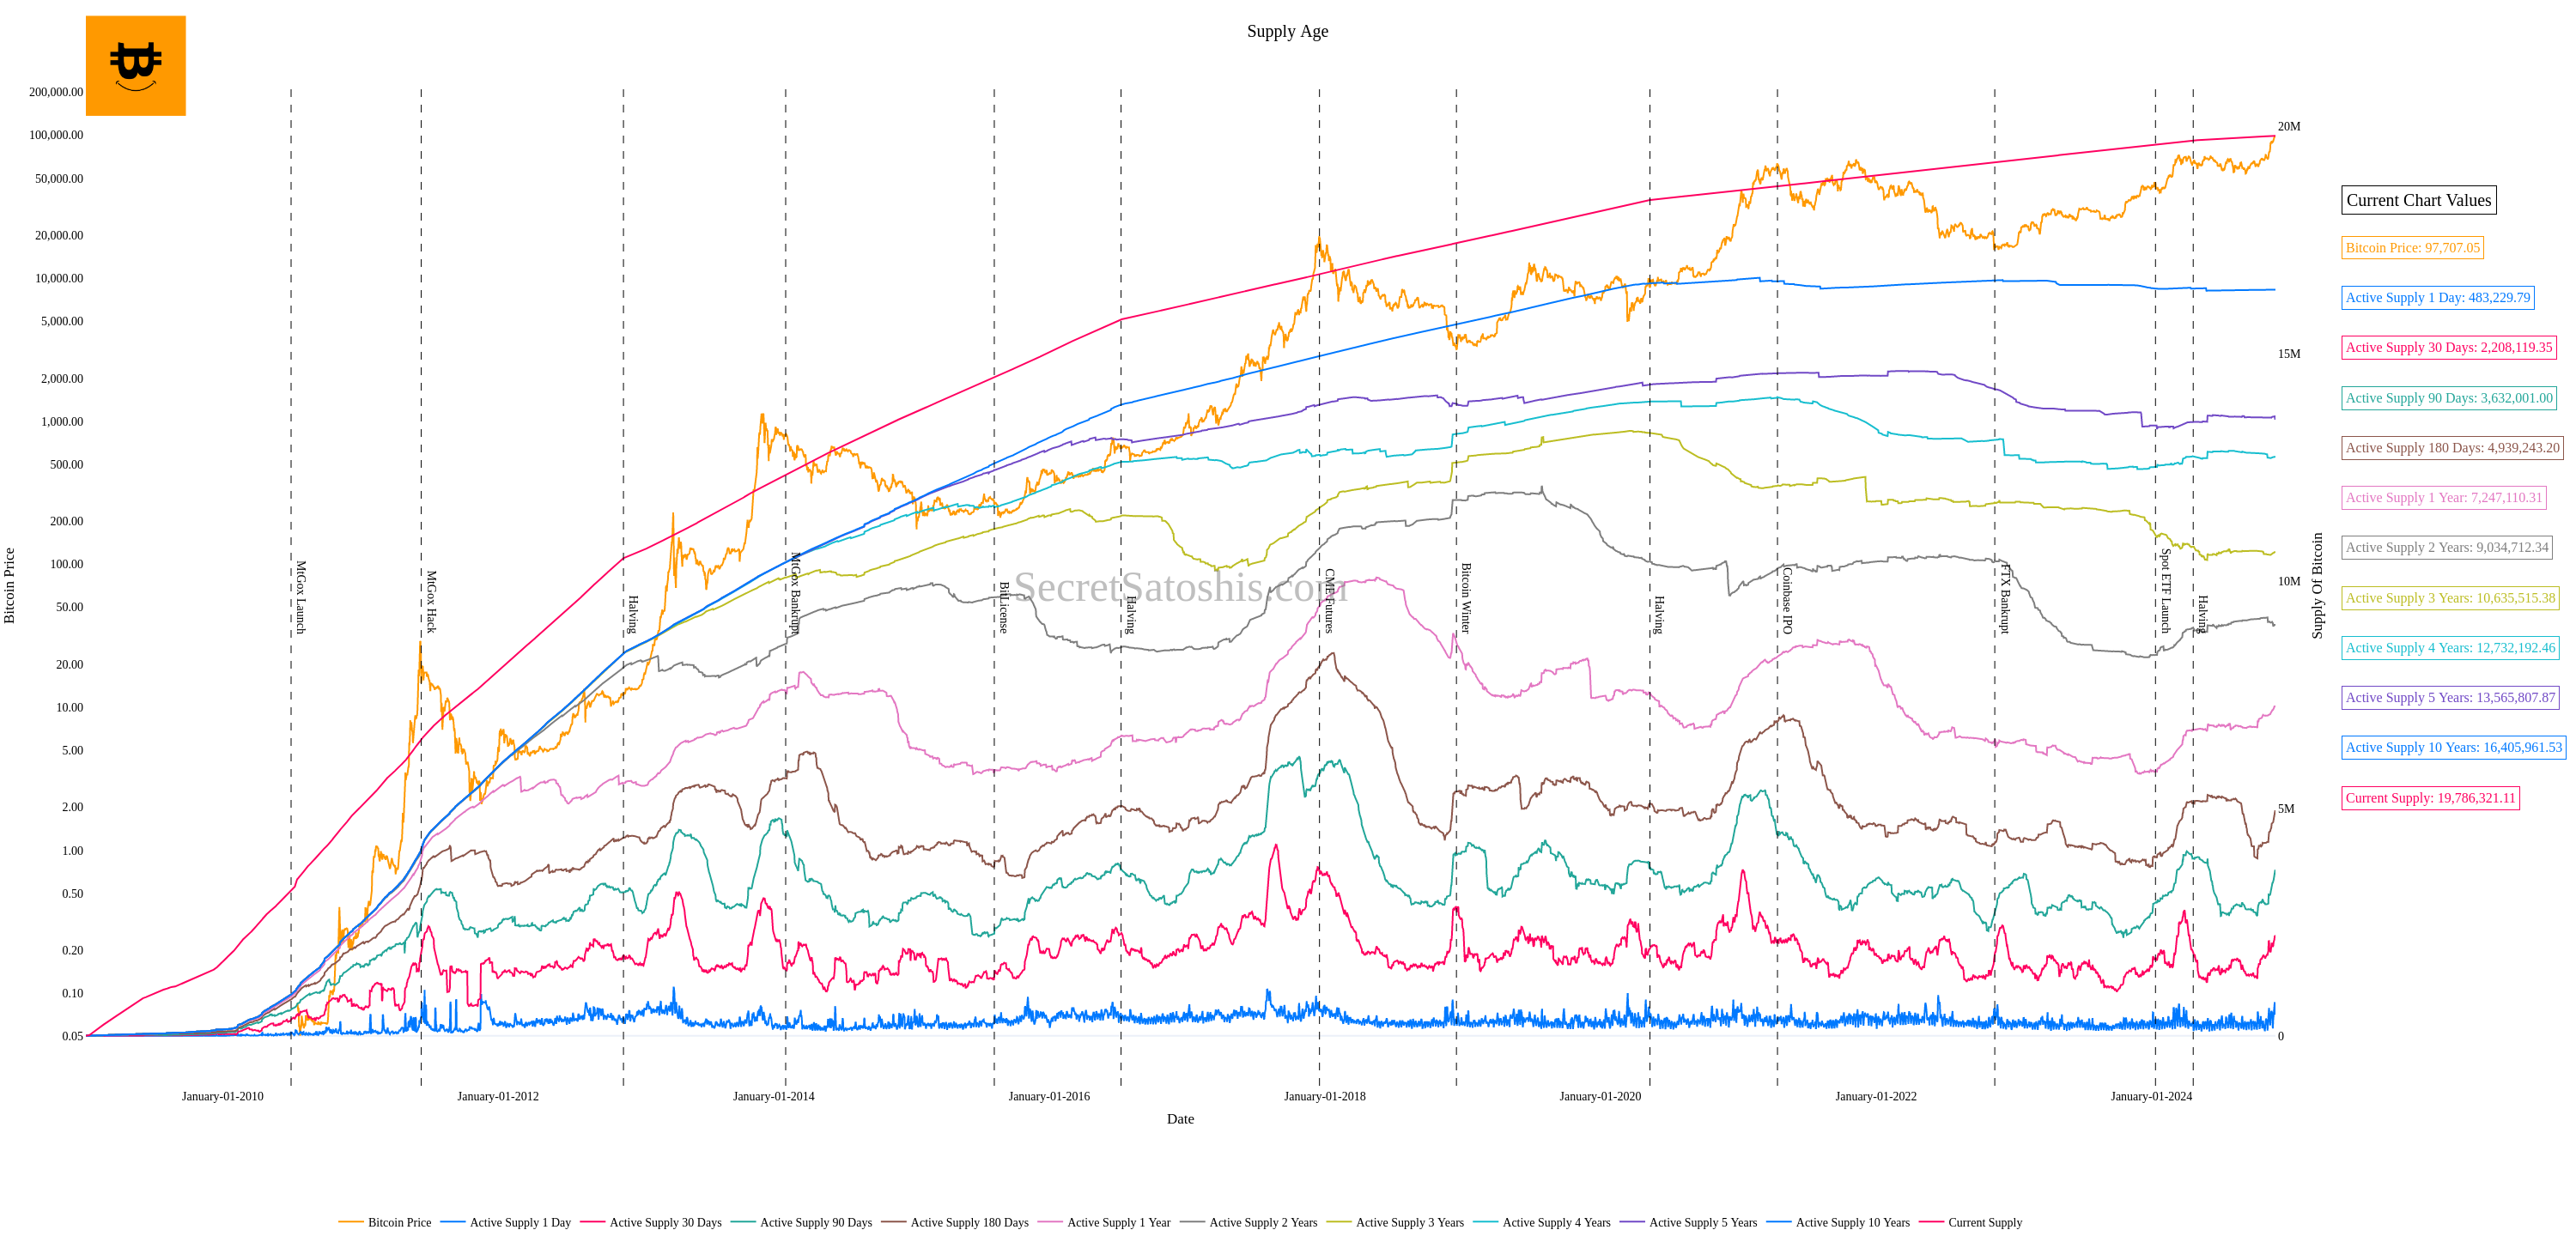 Supply Age
200,000.00
100,000.00
50,000.00
20,000.00
10,000.00
5,000.00
2,000.00
1,000.00
500.00
200.00
100.00
50.00
20.00
10.00
5.00
2.00
1.00
0.50
0.20
0.10
0.05
Bitcoin Price
MtGox Launch
MtGox Hack
Halving
MtGox Bankrupt
BitLicense
Halving
CME Futures
Bitcoin Winter
Halving
Coinbase IPO
FTX Bankrupt
Spot ETF Launch
Halving
SecretSatoshis.com
20M
15M
10M
5M
0
Supply Of Bitcoin
January-01-2010
January-01-2012
January-01-2014
January-01-2016
January-01-2018
January-01-2020
January-01-2022
January-01-2024
Date
Current Chart Values
Bitcoin Price: 97,707.05
Active Supply 1 Day: 483,229.79
Active Supply 30 Days: 2,208,119.35
Active Supply 90 Days: 3,632,001.00
Active Supply 180 Days: 4,939,243.20
Active Supply 1 Year: 7,247,110.31
Active Supply 2 Years: 9,034,712.34
Active Supply 3 Years: 10,635,515.38
Active Supply 4 Years: 12,732,192.46
Active Supply 5 Years: 13,565,807.87
Active Supply 10 Years: 16,405,961.53
Current Supply: 19,786,321.11
Bitcoin Price
Active Supply 1 Day
Active Supply 30 Days
Active Supply 90 Days
Active Supply 180 Days
Active Supply 1 Year
Active Supply 2 Years
Active Supply 3 Years
Active Supply 4 Years
Active Supply 5 Years
Active Supply 10 Years
Current Supply